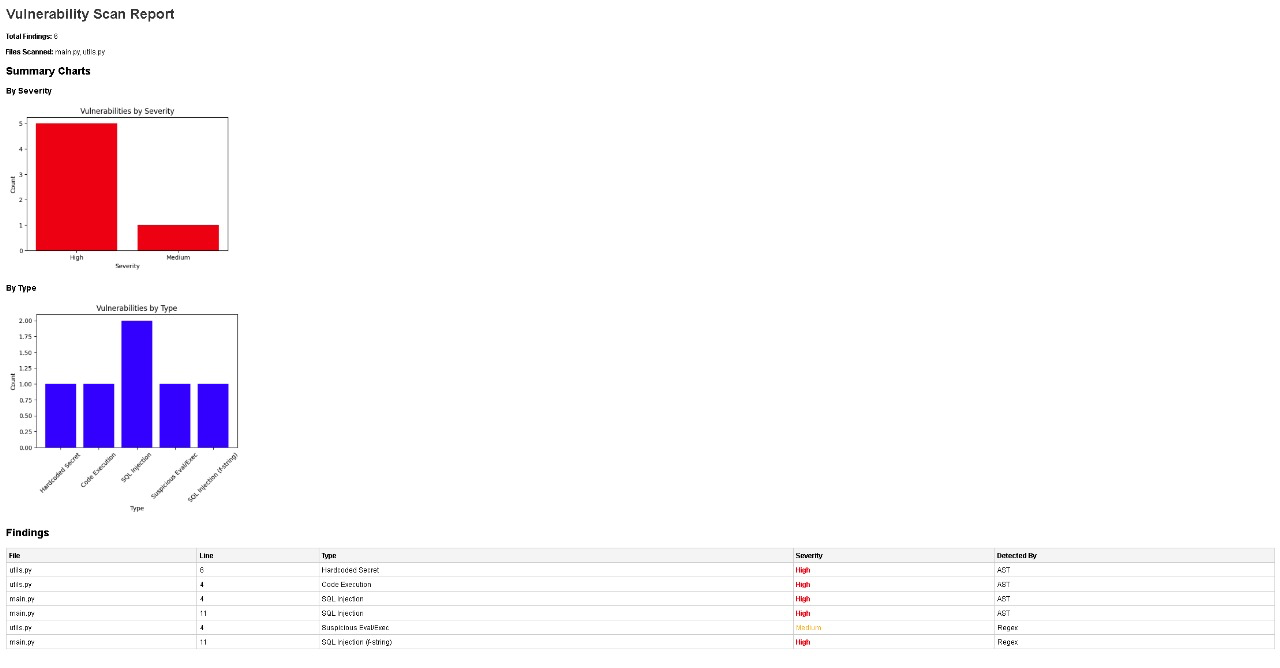 Vulnerability Scan Report
Total Findings: 6
Files Scanned: main.py, utils.py
Summary Charts
By Severity
Vulnerabilities by Severity
5
4
3
2
1
0
Count
High Medium
Severity
By Type
Vulnerabilities by Type
2.00
1.75
1.50
1.25
1.00
0.75
0.50
0.25
0.00
Count
Hardcoded Secret
Code Execution
SQL Injection
Suspicious Eval/Exec
SQL Injection (f-string)
Type
Findings
File Line Type Severity Detected By
utils.py 6 Hardcoded Secret High AST
utils.py 4 Code Execution High AST
main.py 4 SQL Injection High AST
main.py 11 SQL Injection High AST
utils.py 4 Suspicious Eval/Exec Medium Regex
main.py 11 SQL Injection (f-string) High Regex